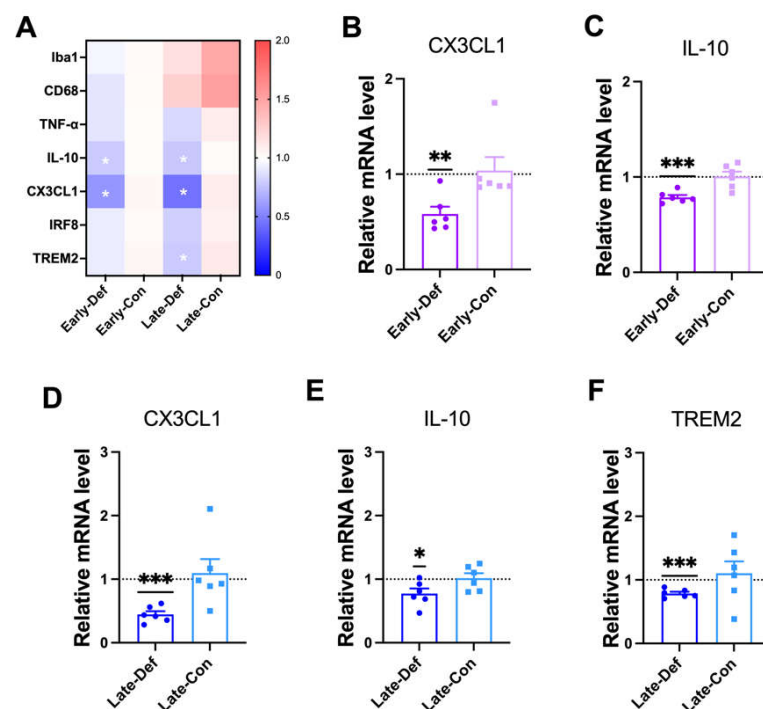 A
Iba1
CD68
TNF-α
IL-10
CX3CL1
IRF8
TREM2
*
*
*
*
*
Early-Def
Early-Con
Late-Def
Late-Con
2.0
1.5
1.0
0.5
0
B
CX3CL1
Relative mRNA level
2
1
0
**
Early-Def
Early-Con
C
IL-10
Relative mRNA level
2
1
0
***
Early-Def
Early-Con
D
CX3CL1
Relative mRNA level
3
2
1
0
***
Late-Def
Late-Con
E
IL-10
Relative mRNA level
3
2
1
0
*
Late-Def
Late-Con
F
TREM2
Relative mRNA level
3
2
1
0
***
Late-Def
Late-Con